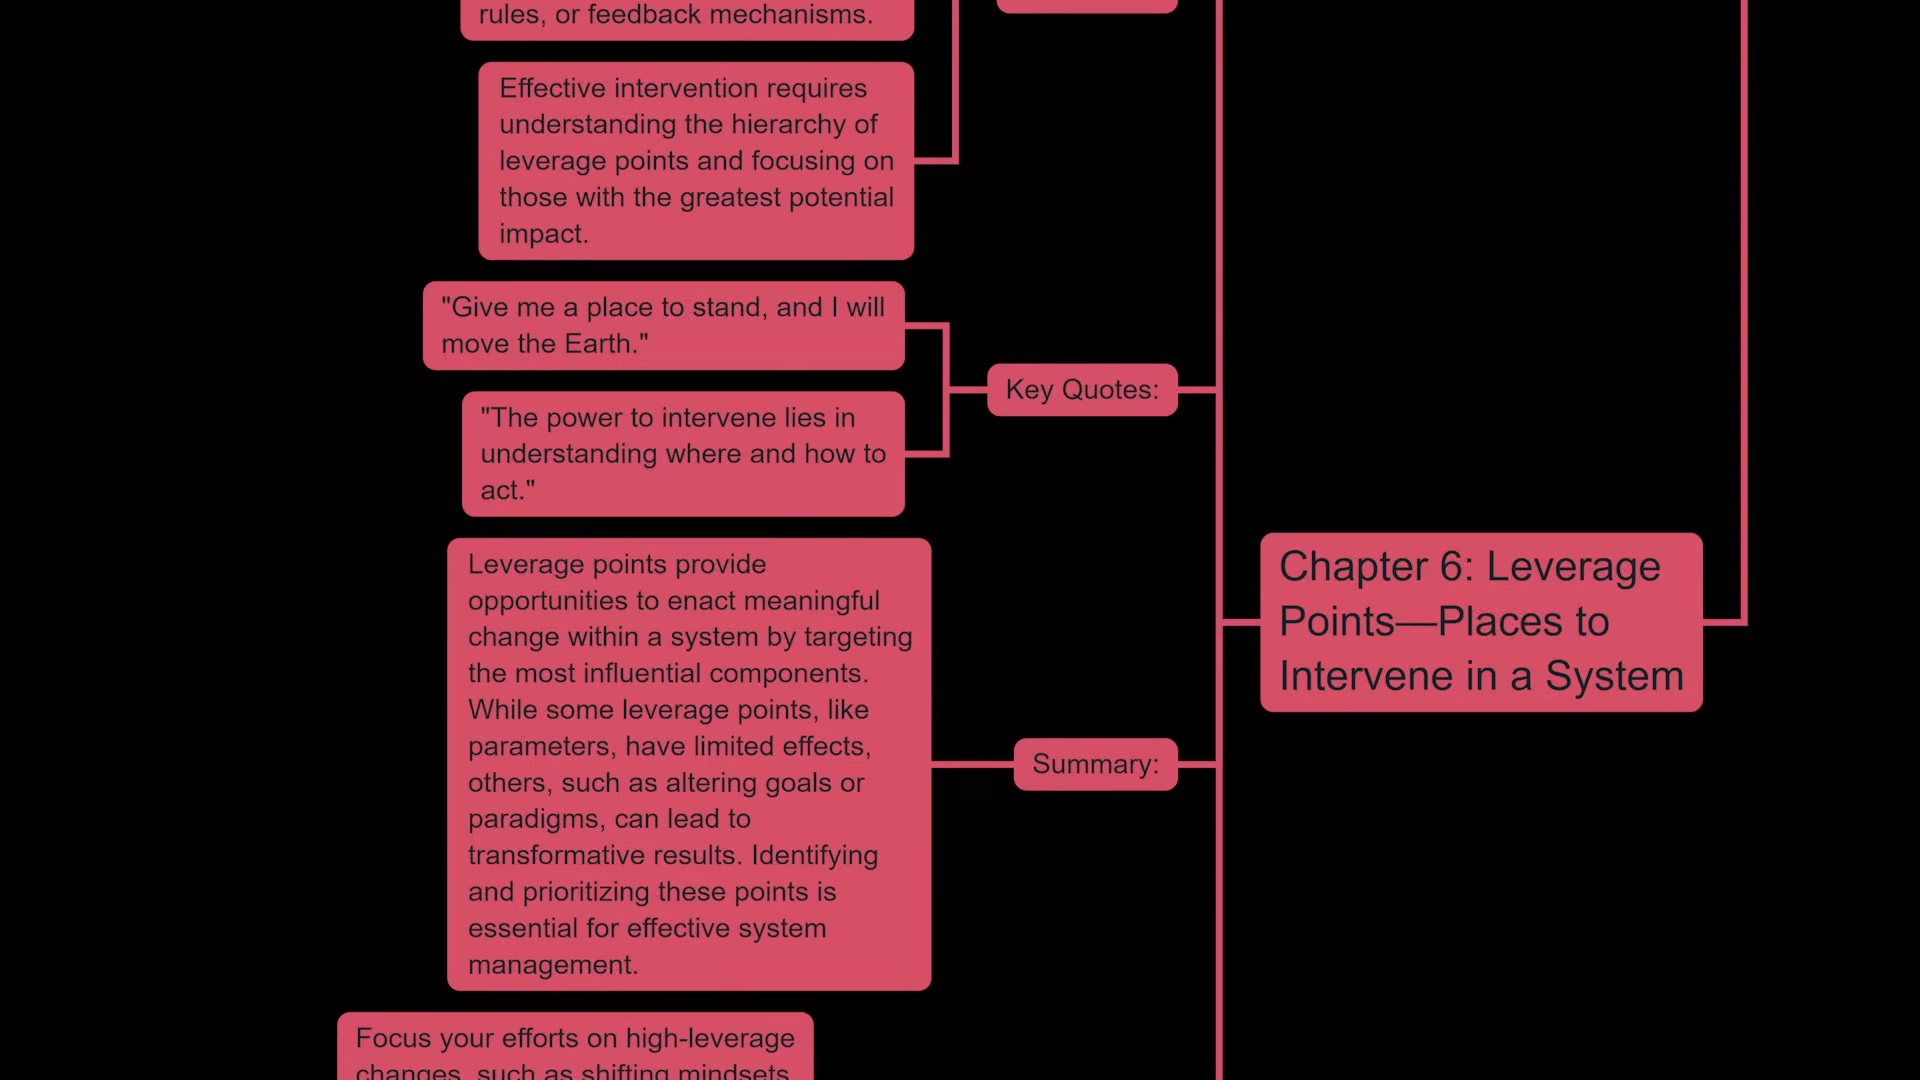 rules, or feedback mechanisms.
Effective intervention requires
understanding the hierarchy of
leverage points and focusing on
those with the greatest potential
impact.
"Give me a place to stand, and I will
move the Earth."
Key Quotes:
"The power to intervene lies in
understanding where and how to
act."
Chapter 6: Leverage
Points—Places to
Intervene in a System
Leverage points provide
opportunities to enact meaningful
change within a system by targeting
the most influential components.
While some leverage points, like
parameters, have limited effects,
others, such as altering goals or
paradigms, can lead to
transformative results. Identifying
and prioritizing these points is
essential for effective system
management.
Summary:
Focus your efforts on high-leverage
changes, such as shifting mindsets